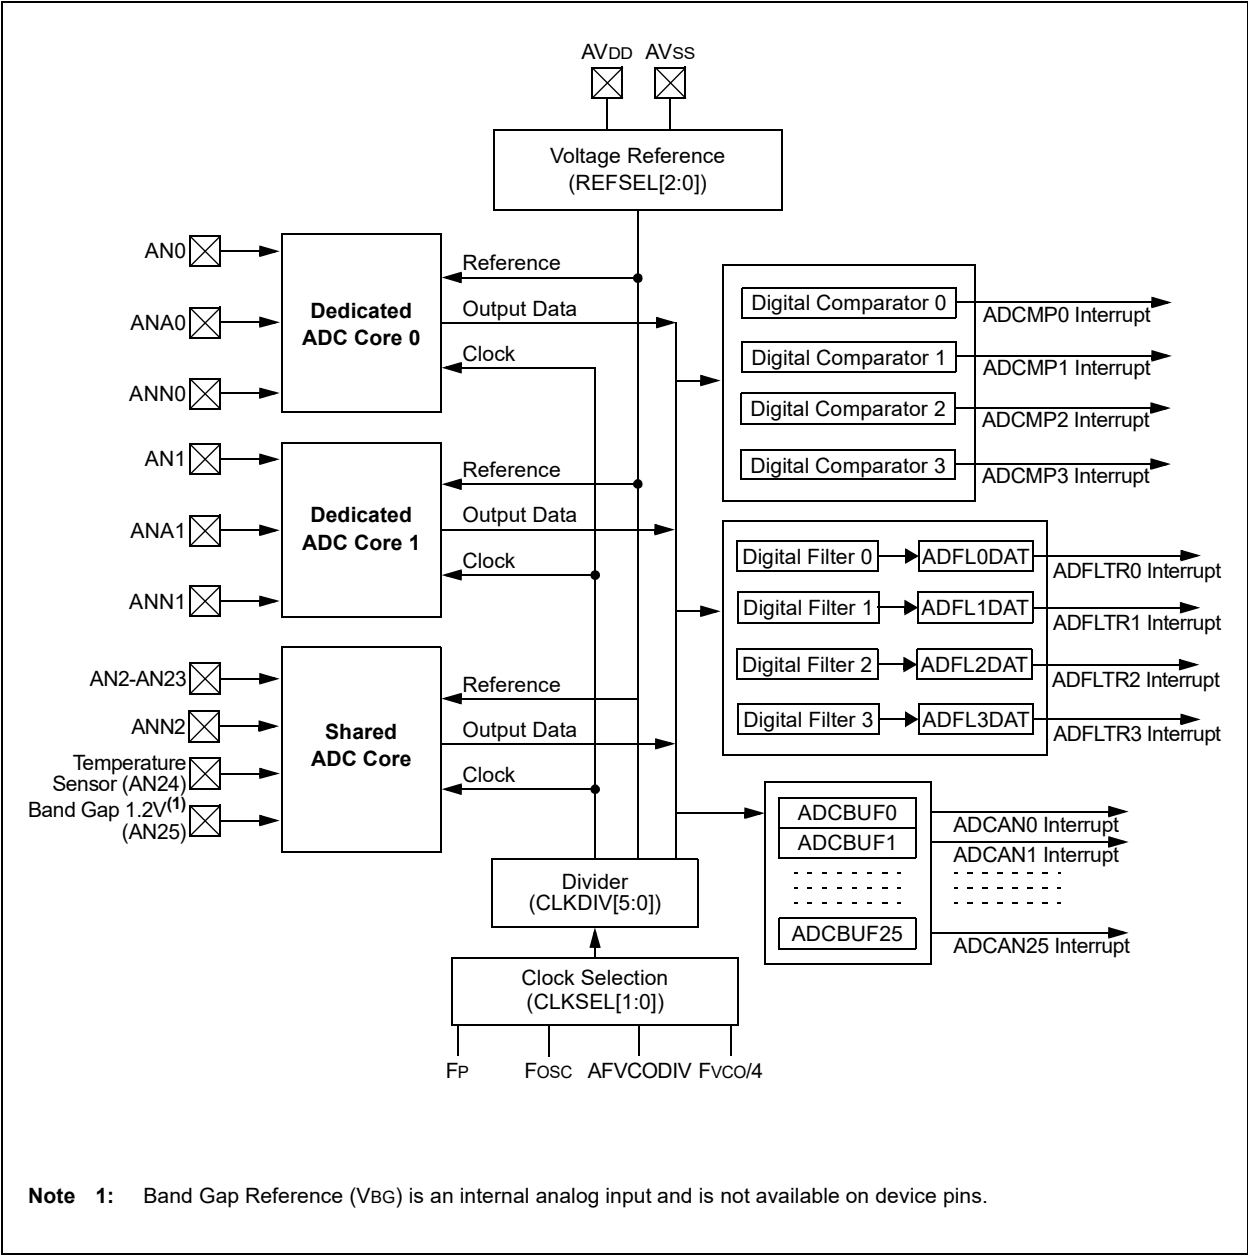 AVDD AVSS
Voltage Reference
(REFSEL[2:0])
AN0
ANA0
ANN0
Dedicated
ADC Core 0
Reference
Output Data
Clock
AN1
ANA1
ANN1
Dedicated
ADC Core 1
Reference
Output Data
Clock
AN2-AN23
ANN2
Temperature
Sensor (AN24)
Band Gap 1.2V(1)
(AN25)
Shared
ADC Core
Reference
Output Data
Clock
Digital Comparator 0
ADCMP0 Interrupt
Digital Comparator 1
ADCMP1 Interrupt
Digital Comparator 2
ADCMP2 Interrupt
Digital Comparator 3
ADCMP3 Interrupt
Digital Filter 0 ADFL0DAT
ADFLTR0 Interrupt
Digital Filter 1 ADFL1DAT
ADFLTR1 Interrupt
Digital Filter 2 ADFL2DAT
ADFLTR2 Interrupt
Digital Filter 3 ADFL3DAT
ADFLTR3 Interrupt
ADCBUF0
ADCAN0 Interrupt
ADCBUF1
ADCAN1 Interrupt
ADCBUF25
ADCAN25 Interrupt
Divider
(CLKDIV[5:0])
Clock Selection
(CLKSEL[1:0])
FP FOSC AFVCODIV FVCO/4
Note 1: Band Gap Reference (VBG) is an internal analog input and is not available on device pins.